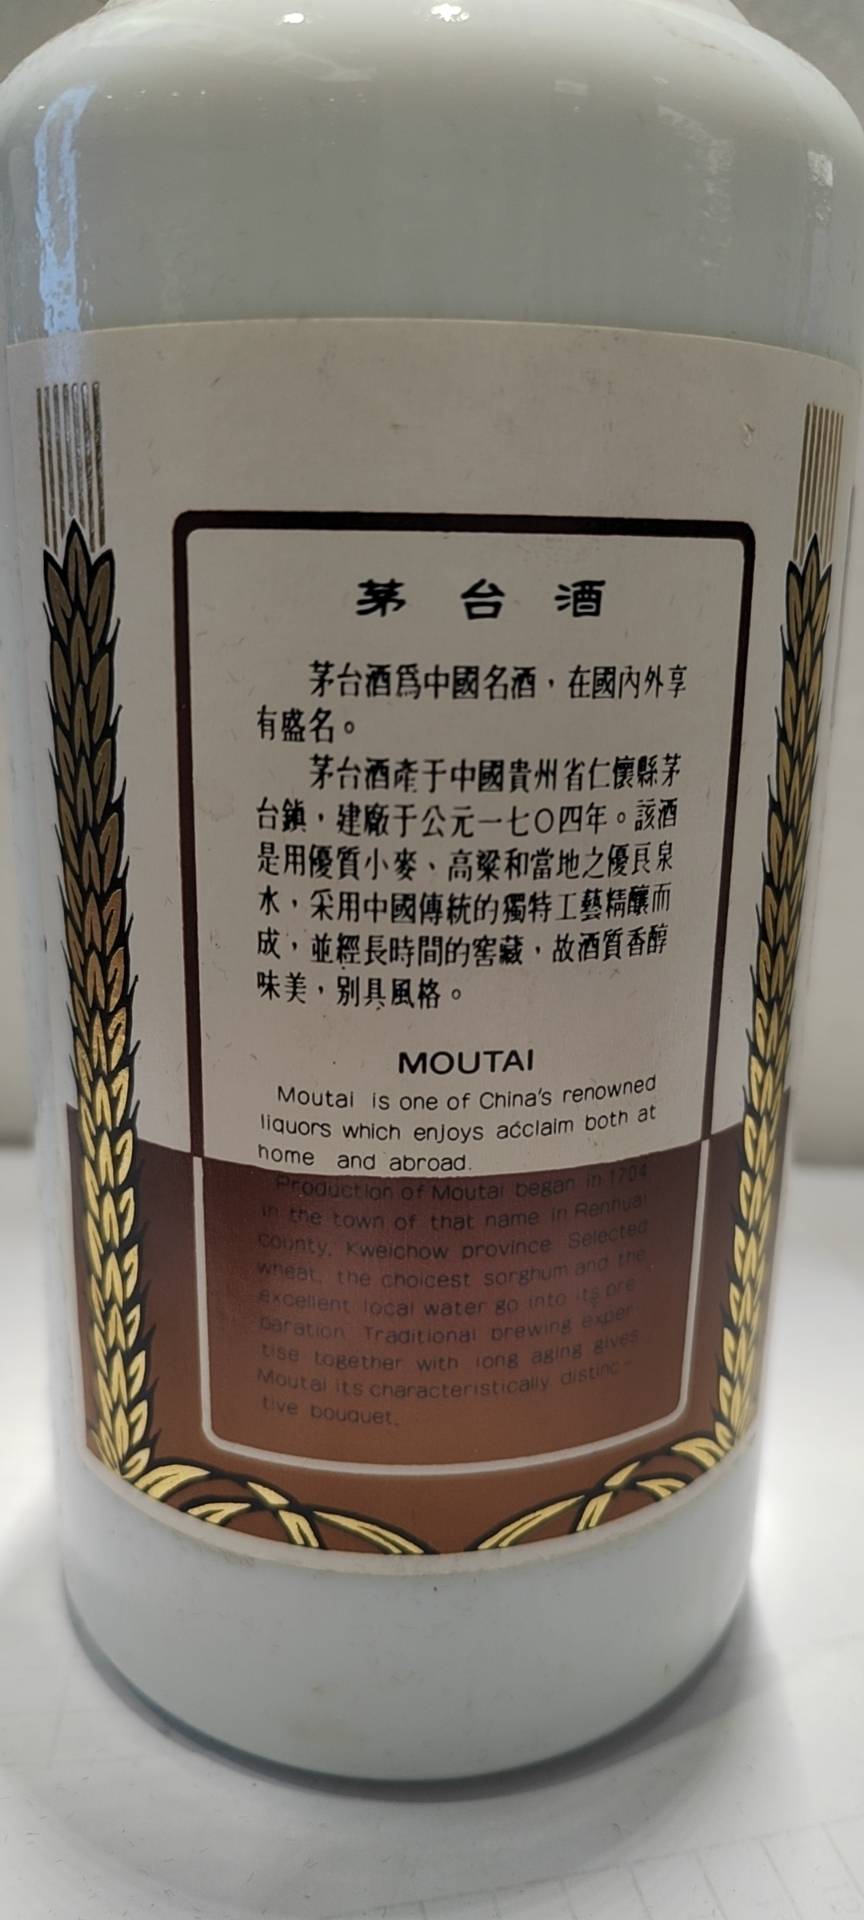 茅台酒
茅台酒爲中國名酒，在國內外享
有盛名。
茅台酒產于中國貴州省仁懷縣茅
台鎮，建廠于公元一七〇四年。該酒
是用優質小麥、高粱和當地之優良泉
水，采用中國傳統的獨特工藝精釀而
成，並經長時間的窖藏，故酒質香醇
味美，别具風格。
MOUTAI
Moutai is one of China's renowned
liquors which enjoys acclaim both at
home and abroad.
Production of Moutai began in 1704
in the town of that name in Renhuai
county, Kweichow province. Selected
wheat, the choicest sorghum and the
excellent local water go into its pre
paration. Traditional brewing exper
tise together with long aging gives
Moutai its characteristically distinc-
tive bouquet.